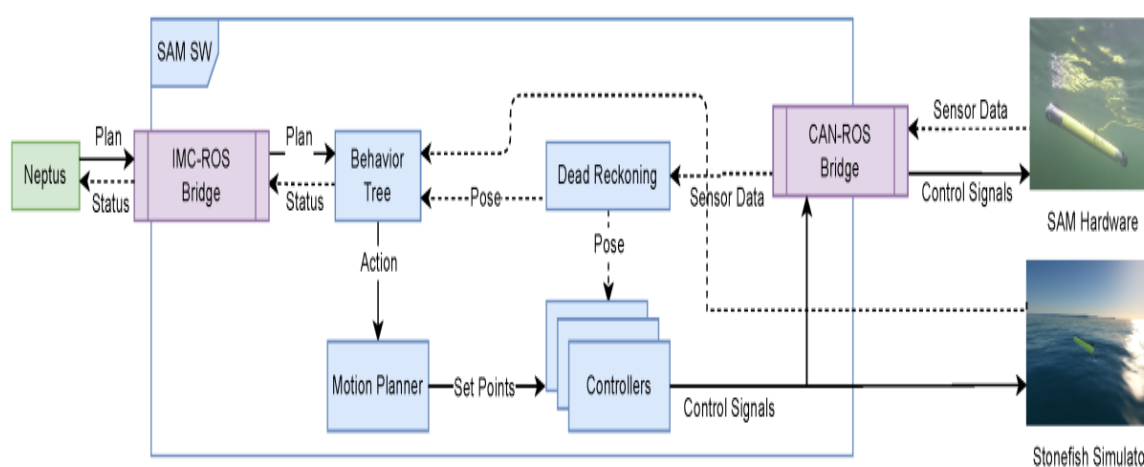 SAM SW
Plan
Plan
Neptus
IMC-ROS
Bridge
Behavior
Tree
Status
Status
Dead Reckoning
Pose
Sensor Data
CAN-ROS
Bridge
Sensor Data
Control Signals
SAM Hardware
Action
Pose
Motion Planner
Set Points
Controllers
Control Signals
Stonefish Simulato